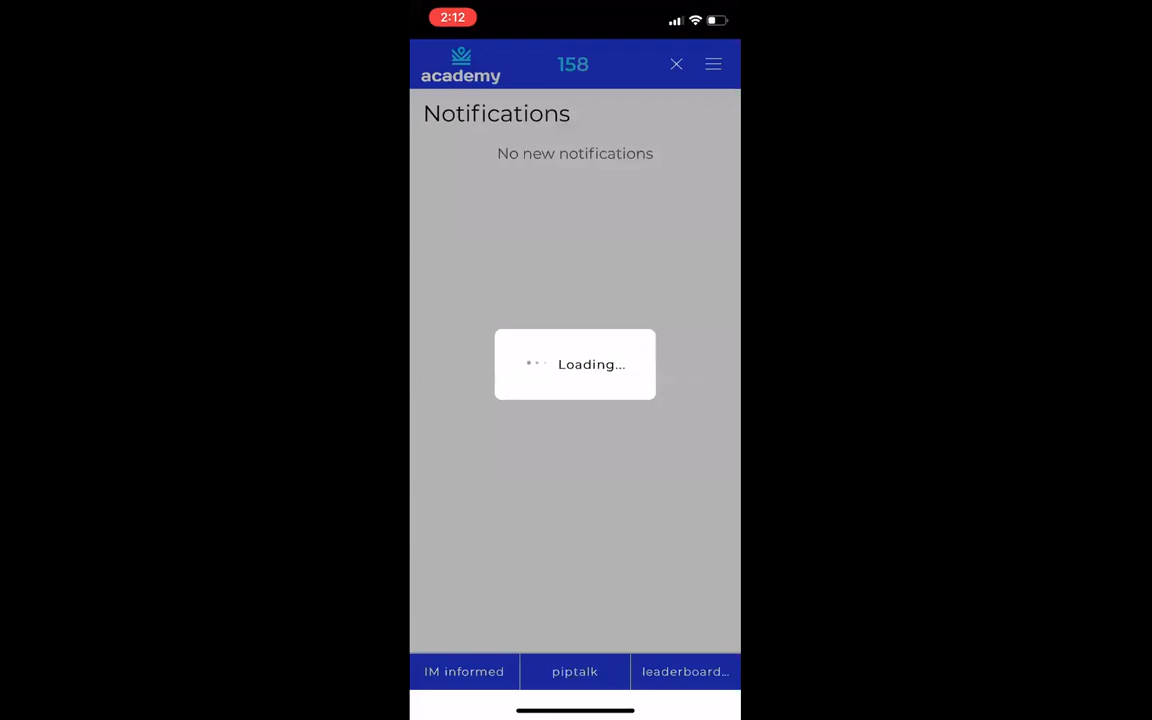 2:12
academy
158
Notifications
No new notifications
Loading...
IM informed
piptalk
leaderboard...